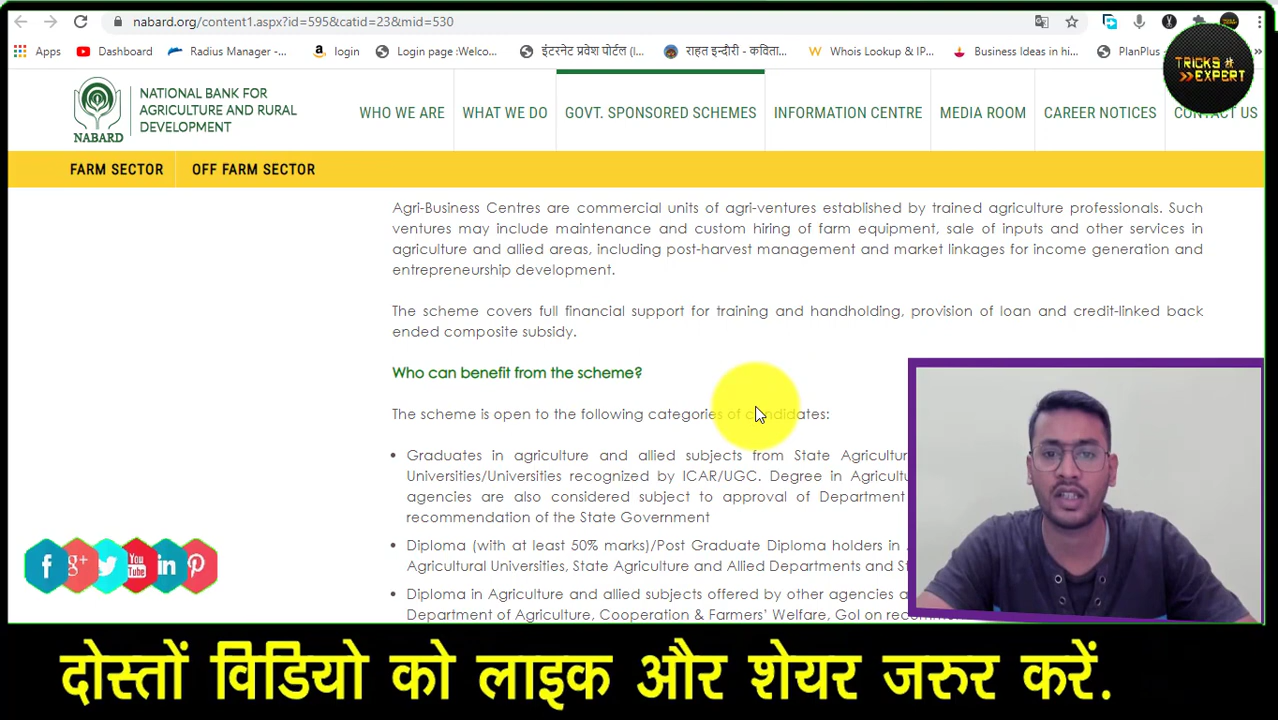 nabard.org/content1.aspx?id=595&catid=23&mid=530
Apps Dashboard Radius Manager -... login Login page :Welco... इंटरनेट प्रवेश पोर्टल (I... राहत इन्दौरी - कविता... Whois Lookup & IP... Business Ideas in hi... PlanPlus
TRICKS
>>EXPERT
NATIONAL BANK FOR
AGRICULTURE AND RURAL
DEVELOPMENT
NABARD
WHO WE ARE WHAT WE DO GOVT. SPONSORED SCHEMES INFORMATION CENTRE MEDIA ROOM CAREER NOTICES CONTACT US
FARM SECTOR OFF FARM SECTOR
Agri-Business Centres are commercial units of agri-ventures established by trained agriculture professionals. Such
ventures may include maintenance and custom hiring of farm equipment, sale of inputs and other services in
agriculture and allied areas, including post-harvest management and market linkages for income generation and
entrepreneurship development.
The scheme covers full financial support for training and handholding, provision of loan and credit-linked back
ended composite subsidy.
Who can benefit from the scheme?
The scheme is open to the following categories of candidates:
• Graduates in agriculture and allied subjects from State
Universities/Universities recognized by ICAR/UGC. Degree in
agencies are also considered subject to approval of Department
recommendation of the State Government
• Diploma (with at least 50% marks)/Post Graduate Diploma holders in
Agricultural Universities, State Agriculture and Allied Departments and
• Diploma in Agriculture and allied subjects offered by other agencies
Department of Agriculture, Cooperation & Farmers' Welfare, GoI on
f g+ You Tube in
दोस्तों विडियो को लाइक और शेयर जरुर करें.